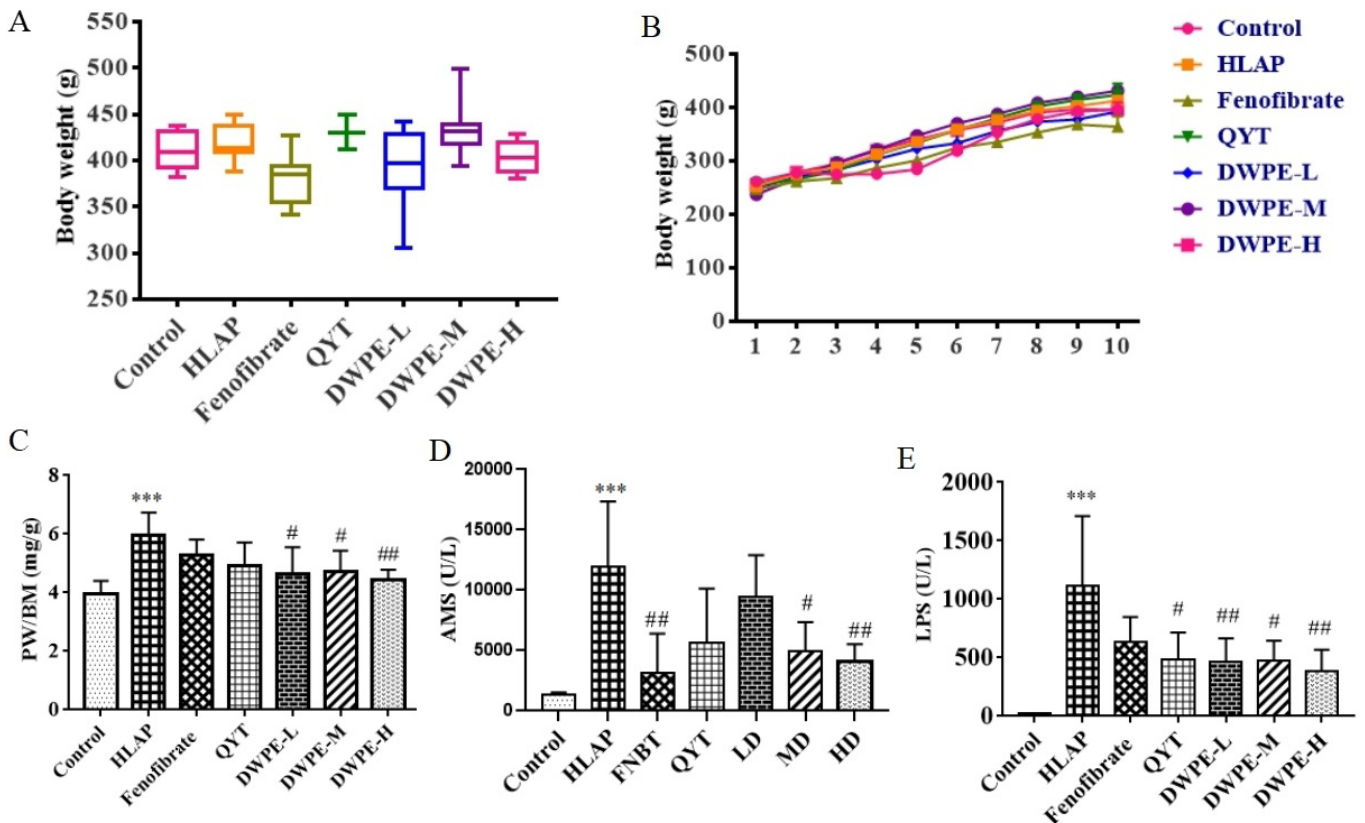 A
Body weight (g)
550
500
450
400
350
300
250
Control
HLAP
Fenofibrate
QYT
DWPE-L
DWPE-M
DWPE-H
B
Body weight (g)
500
400
300
200
100
0
1 2 3 4 5 6 7 8 9 10
Control
HLAP
Fenofibrate
QYT
DWPE-L
DWPE-M
DWPE-H
C
PW/BM (mg/g)
8
6
4
2
0
***
#
#
##
Control
HLAP
Fenofibrate
QYT
DWPE-L
DWPE-M
DWPE-H
D
AMS (U/L)
20000
15000
10000
5000
0
***
##
#
##
Control
HLAP
FNBT
QYT
LD
MD
HD
E
LPS (U/L)
2000
1500
1000
500
0
***
#
##
#
##
Control
HLAP
Fenofibrate
QYT
DWPE-L
DWPE-M
DWPE-H